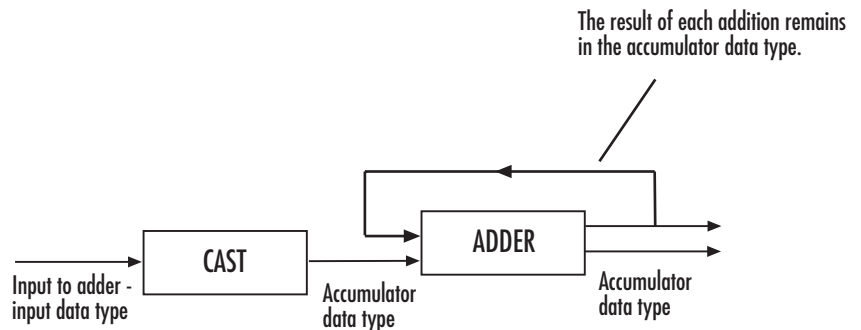 The result of each addition remains
in the accumulator data type.
CAST
ADDER
Input to adder -
input data type
Accumulator
data type
Accumulator
data type